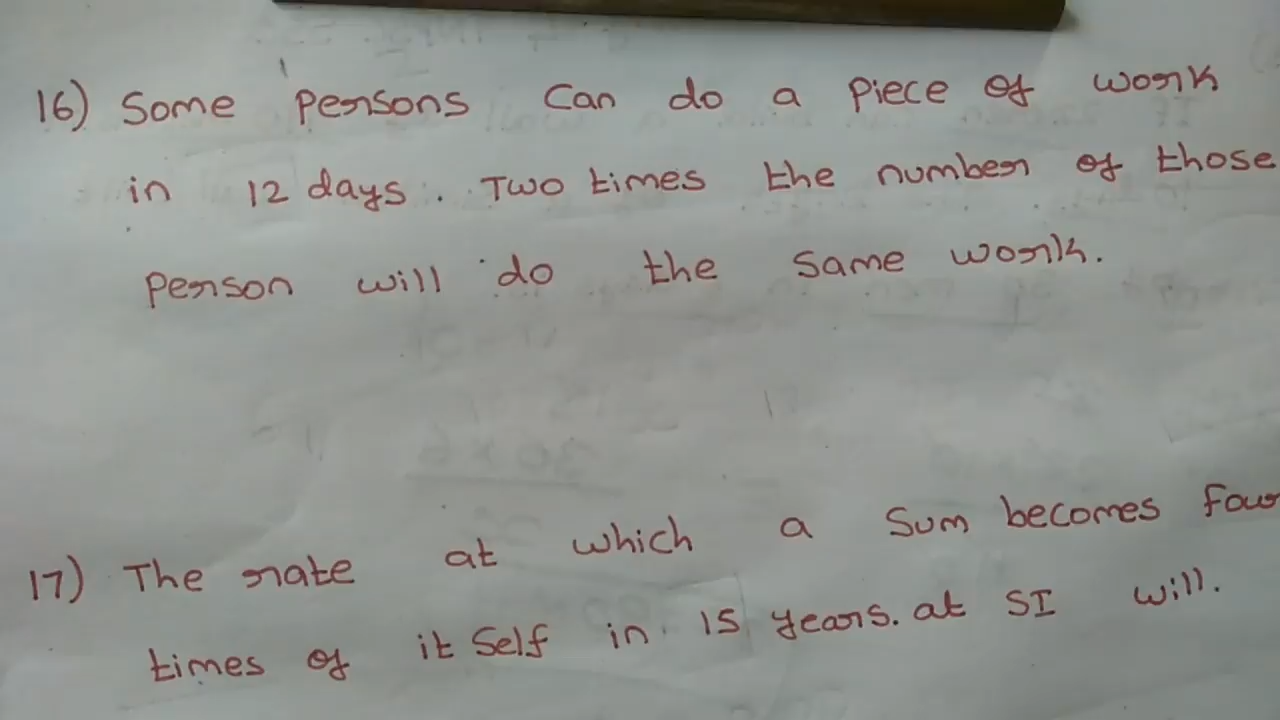 16) Some persons can do a piece of work
in 12 days. Two times the number of those
person will do the same work.
17) The rate at which a sum becomes four
times of it self in 15 years. at SI will.